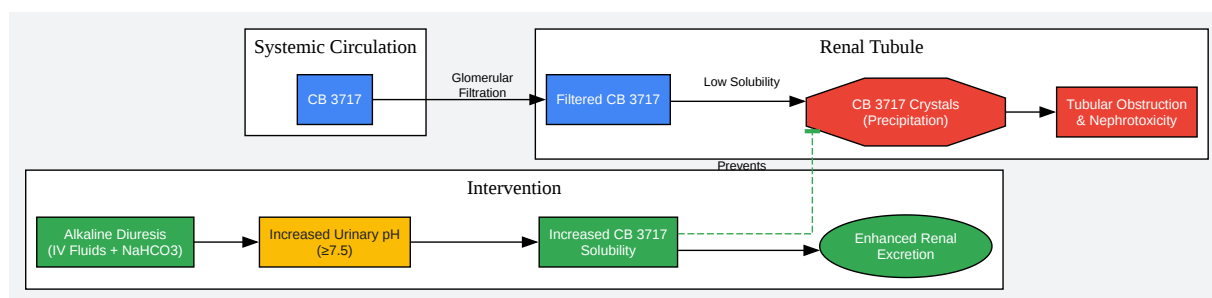 Systemic Circulation
CB 3717
Glomerular
Filtration
Renal Tubule
Filtered CB 3717
Low Solubility
CB 3717 Crystals
(Precipitation)
Tubular Obstruction
& Nephrotoxicity
Prevents
Intervention
Alkaline Diuresis
(IV Fluids + NaHCO3)
Increased Urinary pH
(≥7.5)
Increased CB 3717
Solubility
Enhanced Renal
Excretion